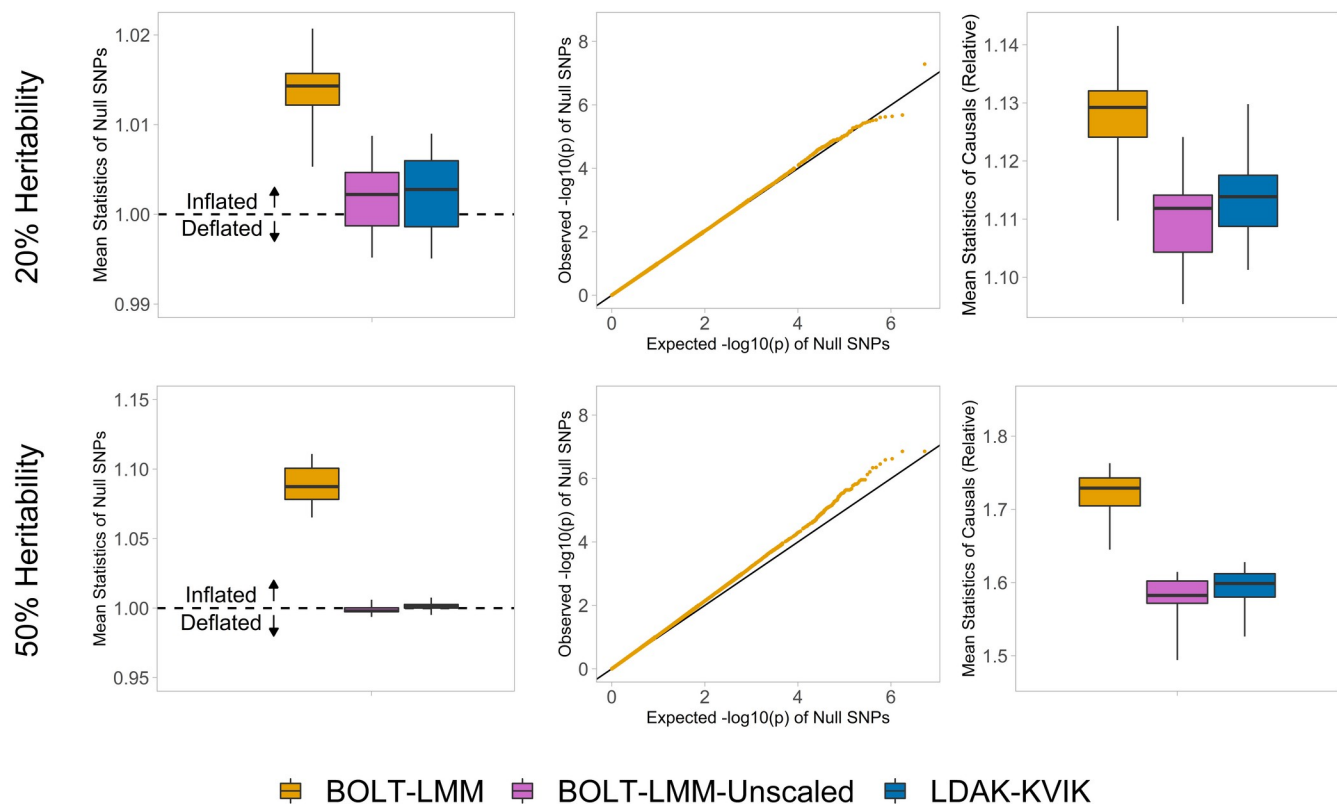 20% Heritability
Mean Statistics of Null SNPs
1.02
1.01
1.00
0.99
Inflated
Deflated
Observed -log10(p) of Null SNPs
8
6
4
2
0
0 2 4 6
Expected -log10(p) of Null SNPs
Mean Statistics of Causals (Relative)
1.14
1.13
1.12
1.11
1.10
50% Heritability
Mean Statistics of Null SNPs
1.15
1.10
1.05
1.00
0.95
Inflated
Deflated
Observed -log10(p) of Null SNPs
8
6
4
2
0
0 2 4 6
Expected -log10(p) of Null SNPs
Mean Statistics of Causals (Relative)
1.8
1.7
1.6
1.5
BOLT-LMM BOLT-LMM-Unscaled LDAK-KVIK